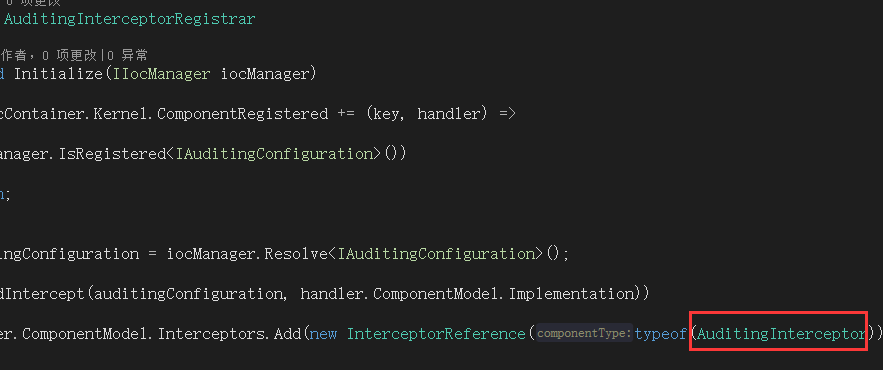 0 项更改
AuditingInterceptorRegistrar
作者, 0 项更改|0 异常
d Initialize(IIocManager iocManager)
cContainer.Kernel.ComponentRegistered += (key, handler) =>
anager.IsRegistered<IAuditingConfiguration>())
n;
ingConfiguration = iocManager.Resolve<IAuditingConfiguration>();
dIntercept(auditingConfiguration, handler.ComponentModel.Implementation))
er.ComponentModel.Interceptors.Add(new InterceptorReference(componentType:typeof(AuditingInterceptor))